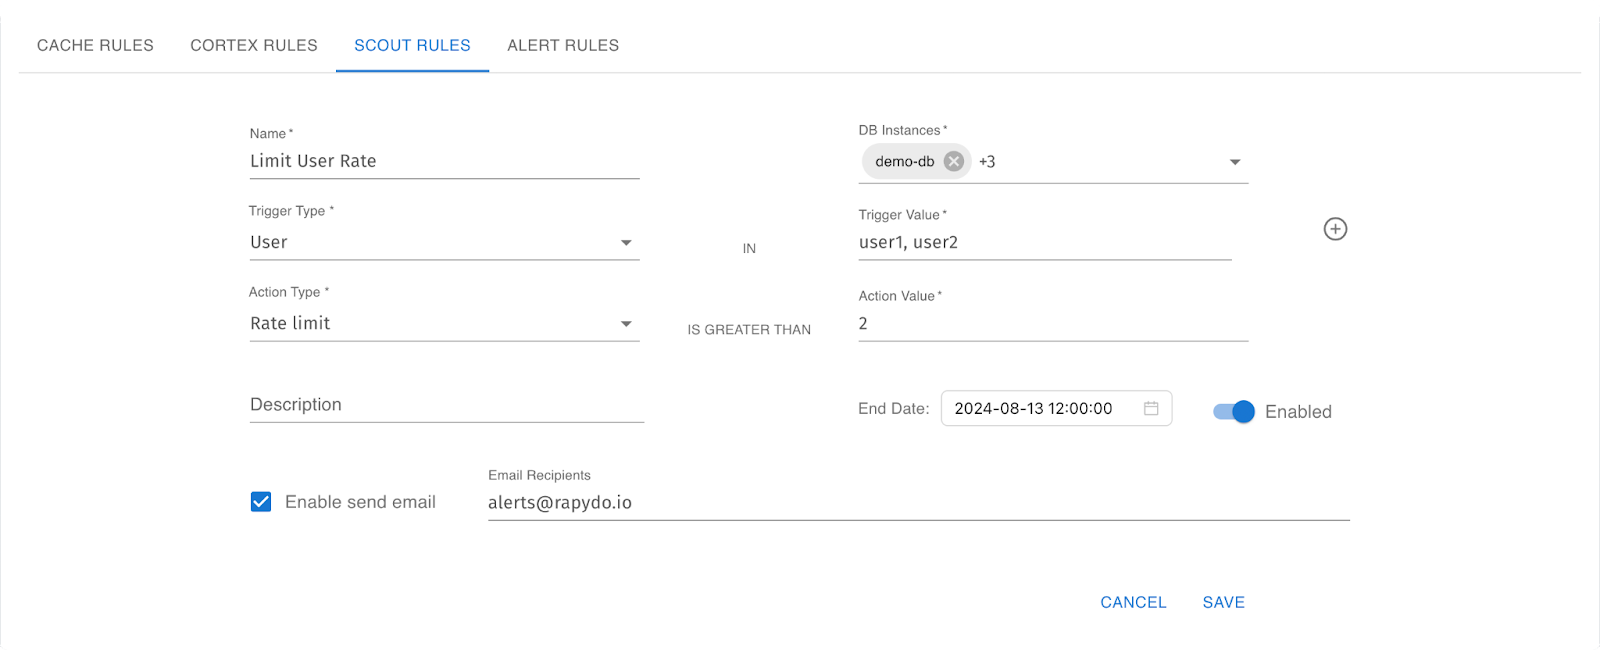 CACHE RULES CORTEX RULES SCOUT RULES ALERT RULES
Name *
Limit User Rate
DB Instances *
demo-db +3
Trigger Type *
User
IN
Trigger Value *
user1, user2
Action Type *
Rate limit
IS GREATER THAN
Action Value *
2
Description
End Date: 2024-08-13 12:00:00 Enabled
Enable send email
Email Recipients
alerts@rapydo.io
CANCEL SAVE